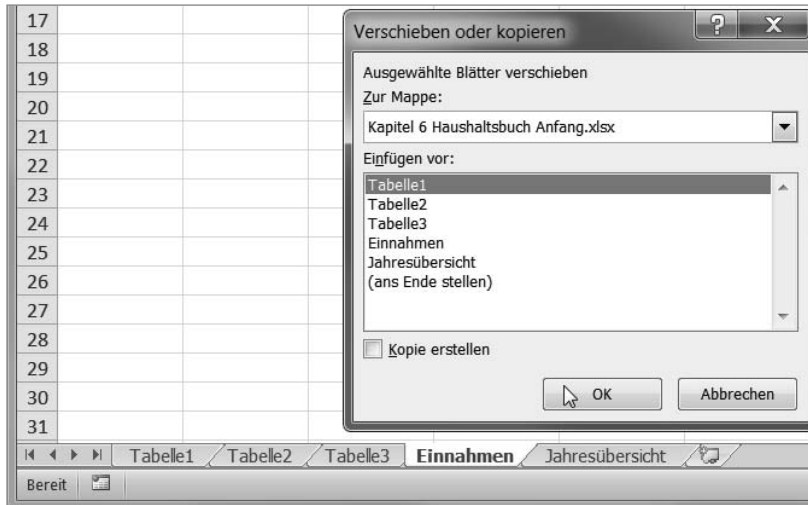 17
18
19
20
21
22
23
24
25
26
27
28
29
30
31
Verschieben oder kopieren
Ausgewählte Blätter verschieben
Zur Mappe:
Kapitel 6 Haushaltsbuch Anfang.xlsx
Einfügen vor:
Tabelle1
Tabelle2
Tabelle3
Einnahmen
Jahresübersicht
(ans Ende stellen)
Kopie erstellen
OK Abbrechen
Tabelle1 Tabelle2 Tabelle3 Einnahmen Jahresübersicht
Bereit